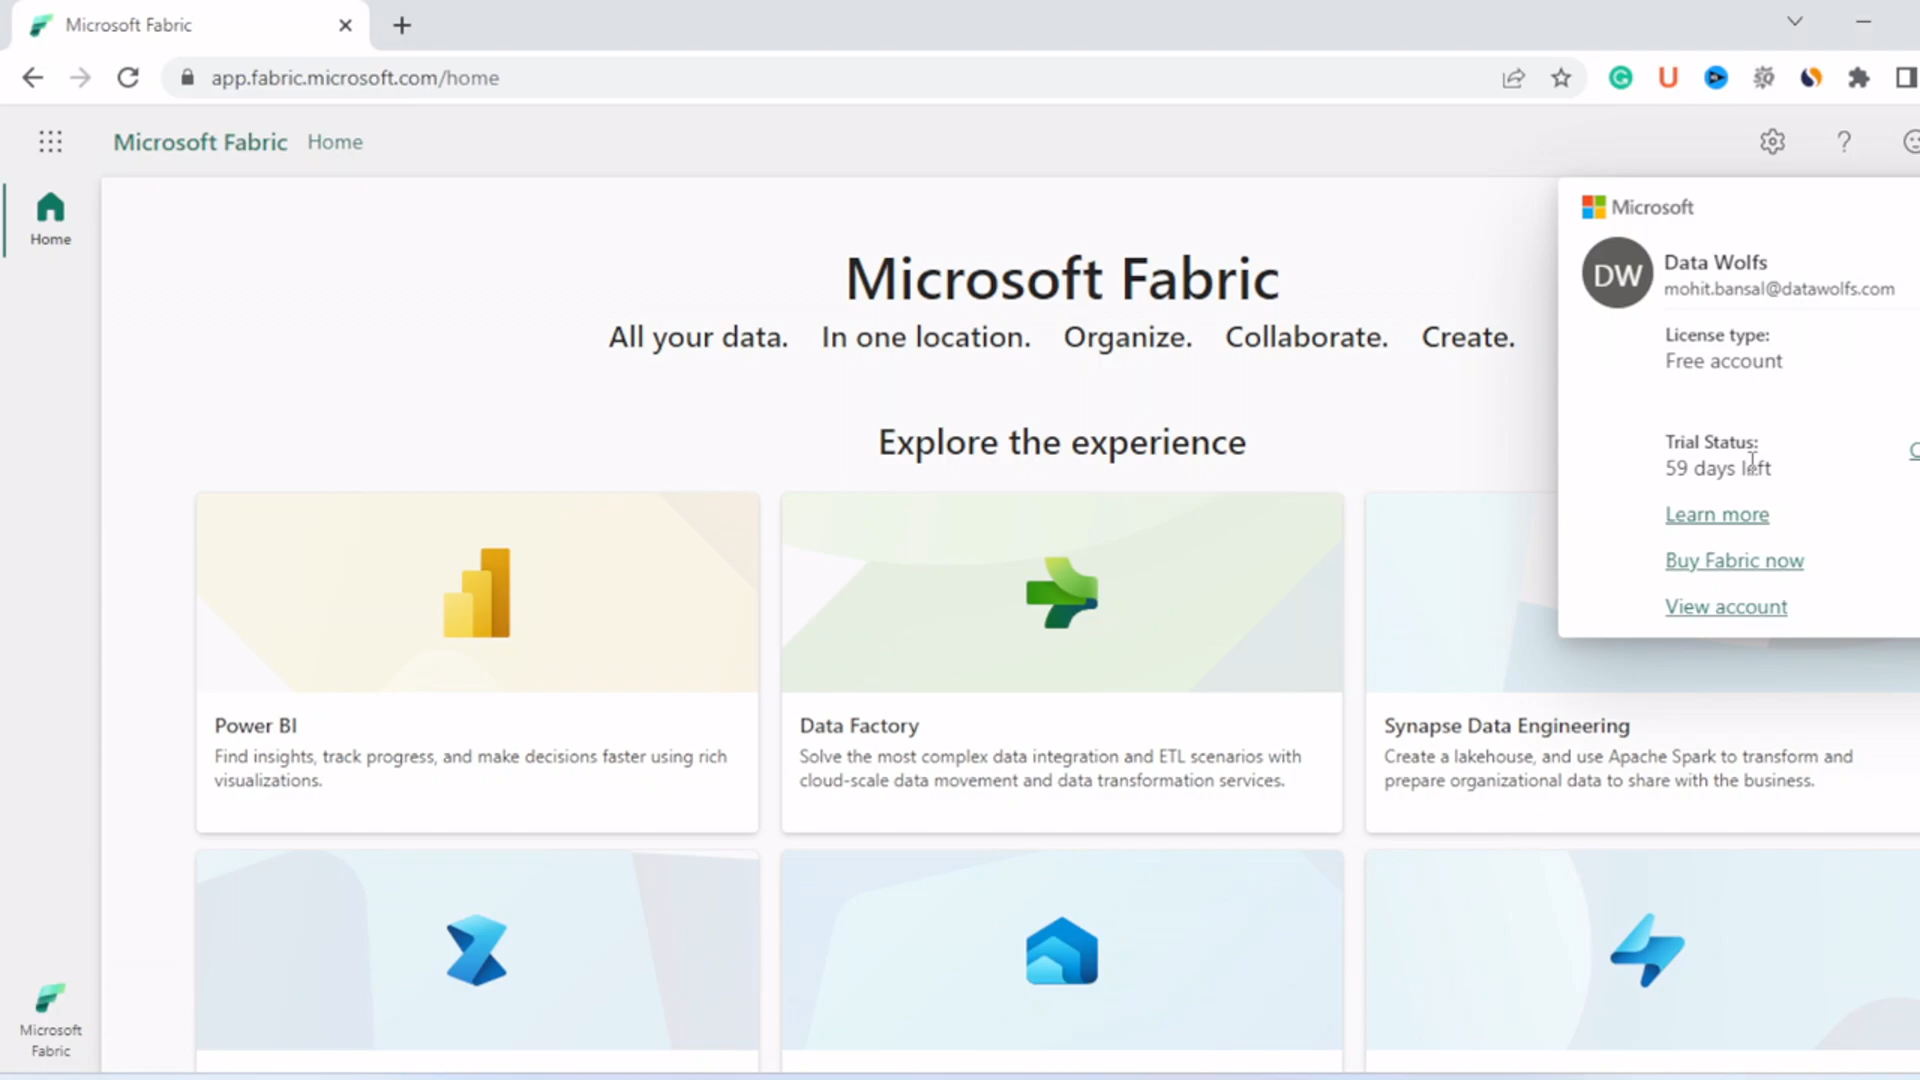 Microsoft Fabric
app.fabric.microsoft.com/home
Microsoft Fabric Home
Home
Microsoft Fabric
All your data. In one location. Organize. Collaborate. Create.
Explore the experience
Power BI
Find insights, track progress, and make decisions faster using rich
visualizations.
Data Factory
Solve the most complex data integration and ETL scenarios with
cloud-scale data movement and data transformation services.
Synapse Data Engineering
Create a lakehouse, and use Apache Spark to transform and
prepare organizational data to share with the business.
Microsoft
DW
Data Wolfs
mohit.bansal@datawolfs.com
License type:
Free account
Trial Status:
59 days left
Learn more
Buy Fabric now
View account
Microsoft
Fabric